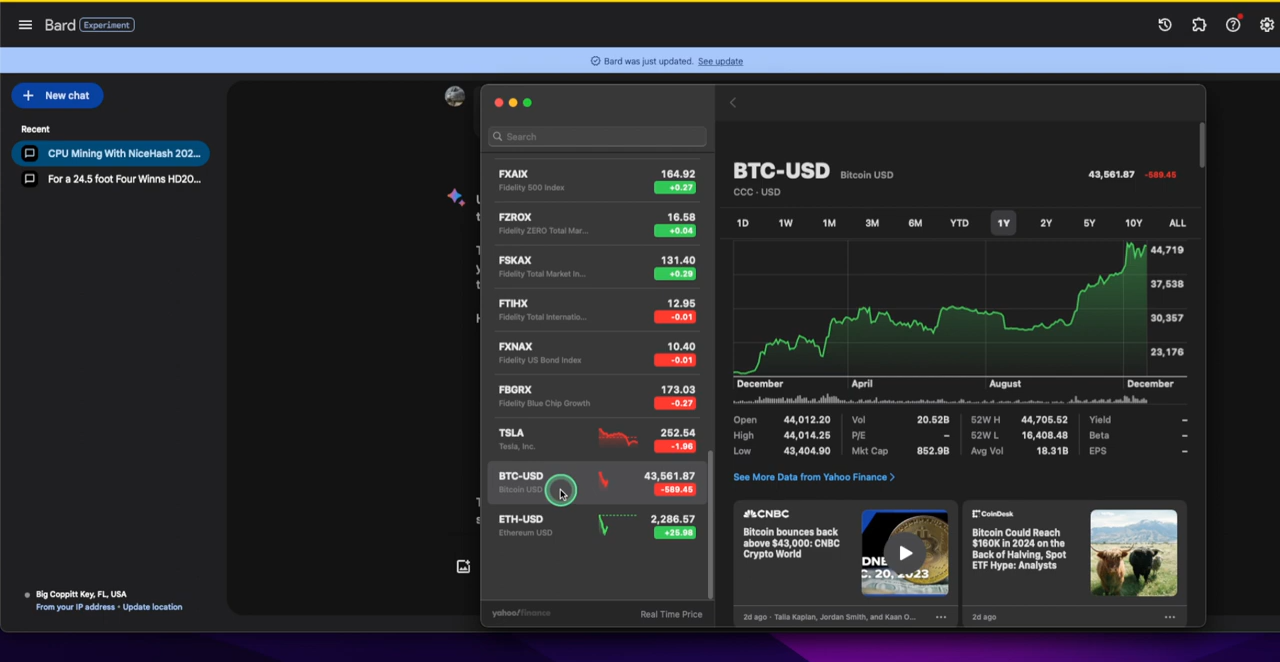 Bard Experiment
Bard was just updated. See update
New chat
Recent
CPU Mining With NiceHash 202...
For a 24.5 foot Four Winns HD2O...
Big Coppitt Key, FL, USA
From your IP address • Update location
Search
FXAIX 164.92
Fidelity 500 Index +0.27
FZROX 16.58
Fidelity ZERO Total Mar... +0.04
FSKAX 131.40
Fidelity Total Market In... +0.29
FTIHX 12.95
Fidelity Total Internatio... -0.01
FXNAX 10.40
Fidelity US Bond Index -0.01
FBGRX 173.03
Fidelity Blue Chip Growth -0.27
TSLA 252.54
Tesla, Inc. -1.96
BTC-USD 43,561.87
Bitcoin USD -589.45
ETH-USD 2,286.57
Ethereum USD +25.98
yahoo!finance Real Time Price
BTC-USD Bitcoin USD 43,561.87 -589.45
CCC · USD
1D 1W 1M 3M 6M YTD 1Y 2Y 5Y 10Y ALL
44,719
37,538
30,357
23,176
December April August December
Open 44,012.20 Vol 20.52B 52W H 44,705.52 Yield –
High 44,014.25 P/E – 52W L 16,408.48 Beta –
Low 43,404.90 Mkt Cap 852.9B Avg Vol 18.31B EPS –
See More Data from Yahoo Finance >
CNBC
Bitcoin bounces back
above $43,000: CNBC
Crypto World
2d ago · Talia Kaplan, Jordan Smith, and Kaan O... ...
CoinDesk
Bitcoin Could Reach
$160K in 2024 on the
Back of Halving, Spot
ETF Hype: Analysts
2d ago ...